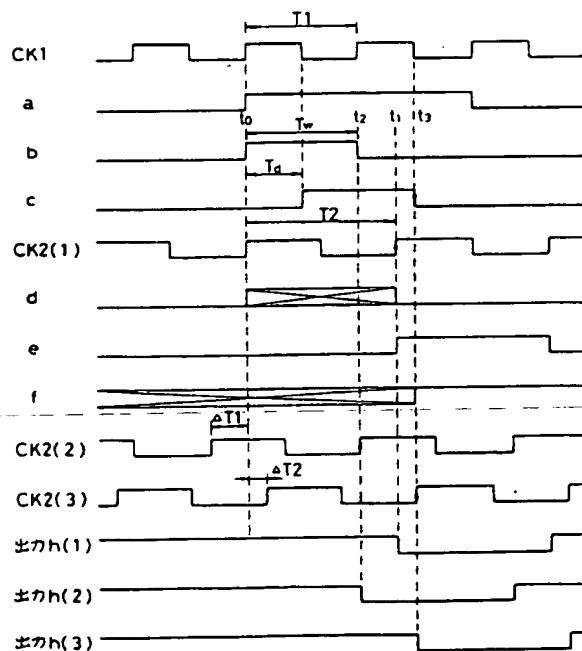 T1
CK1
a
t0 Tw t2 t1 t3
b
Td
c
T2
CK2(1)
d
e
f
ΔT1
CK2(2)
ΔT2
CK2(3)
出力h(1)
出力h(2)
出力h(3)